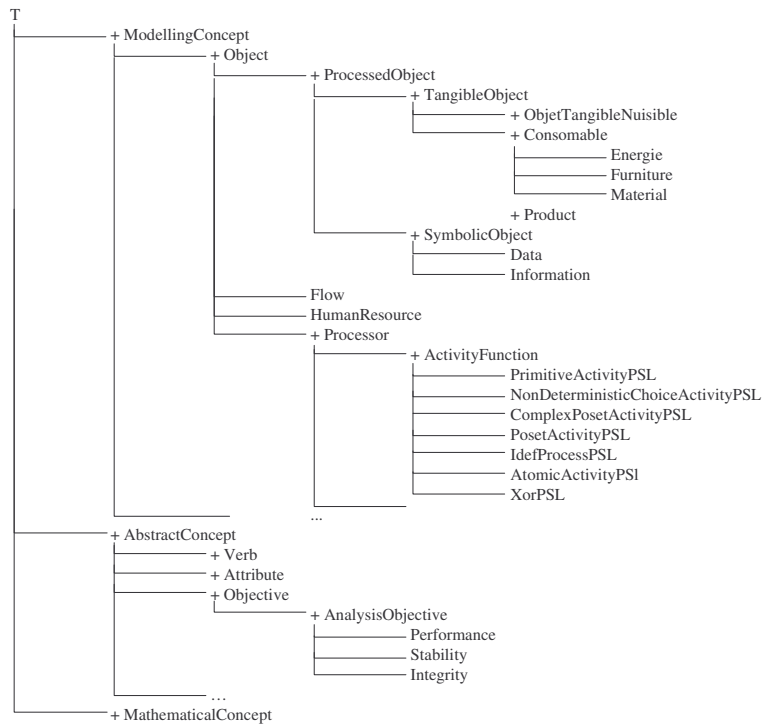 T
+ ModellingConcept
+ Object
+ ProcessedObject
+ TangibleObject
+ ObjetTangibleNuisible
+ Consomable
Energie
Furniture
Material
+ Product
+ SymbolicObject
Data
Information
Flow
HumanResource
+ Processor
+ ActivityFunction
PrimitiveActivityPSL
NonDeterministicChoiceActivityPSL
ComplexPosetActivityPSL
PosetActivityPSL
IdefProcessPSL
AtomicActivityPSl
XorPSL
...
+ AbstractConcept
+ Verb
+ Attribute
+ Objective
+ AnalysisObjective
Performance
Stability
Integrity
...
+ MathematicalConcept